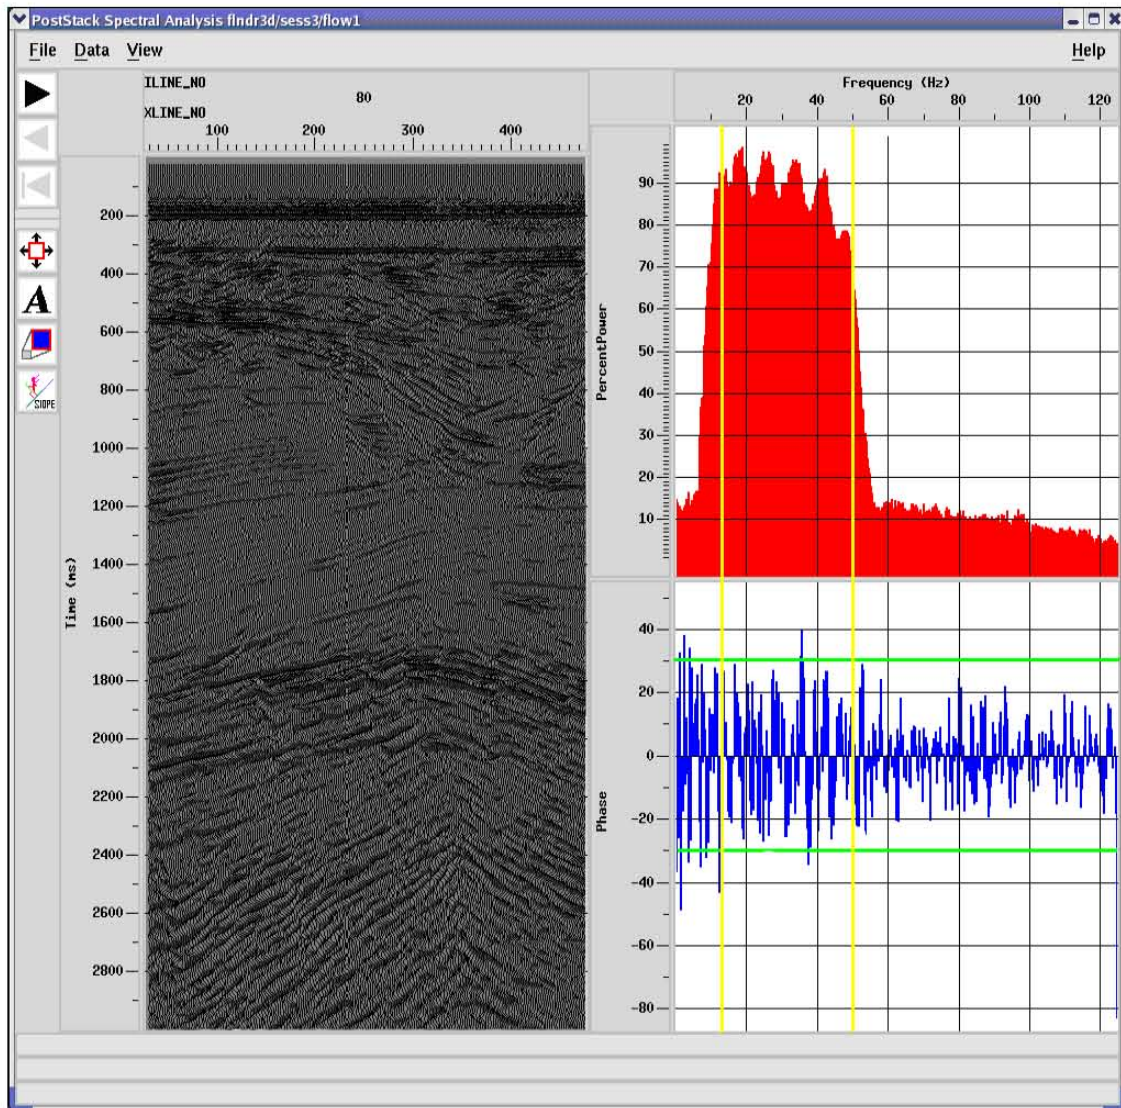 PostStack Spectral Analysis flndr3d/sess3/flow1
File Data View Help
ILINE_NO
80
XLINE_NO
100 200 300 400
Frequency (Hz)
20 40 60 80 100 120
A
SlOPE
Time (ms)
200
400
600
800
1000
1200
1400
1600
1800
2000
2200
2400
2600
2800
PercentPower
90
80
70
60
50
40
30
20
10
Phase
40
20
0
-20
-40
-60
-80